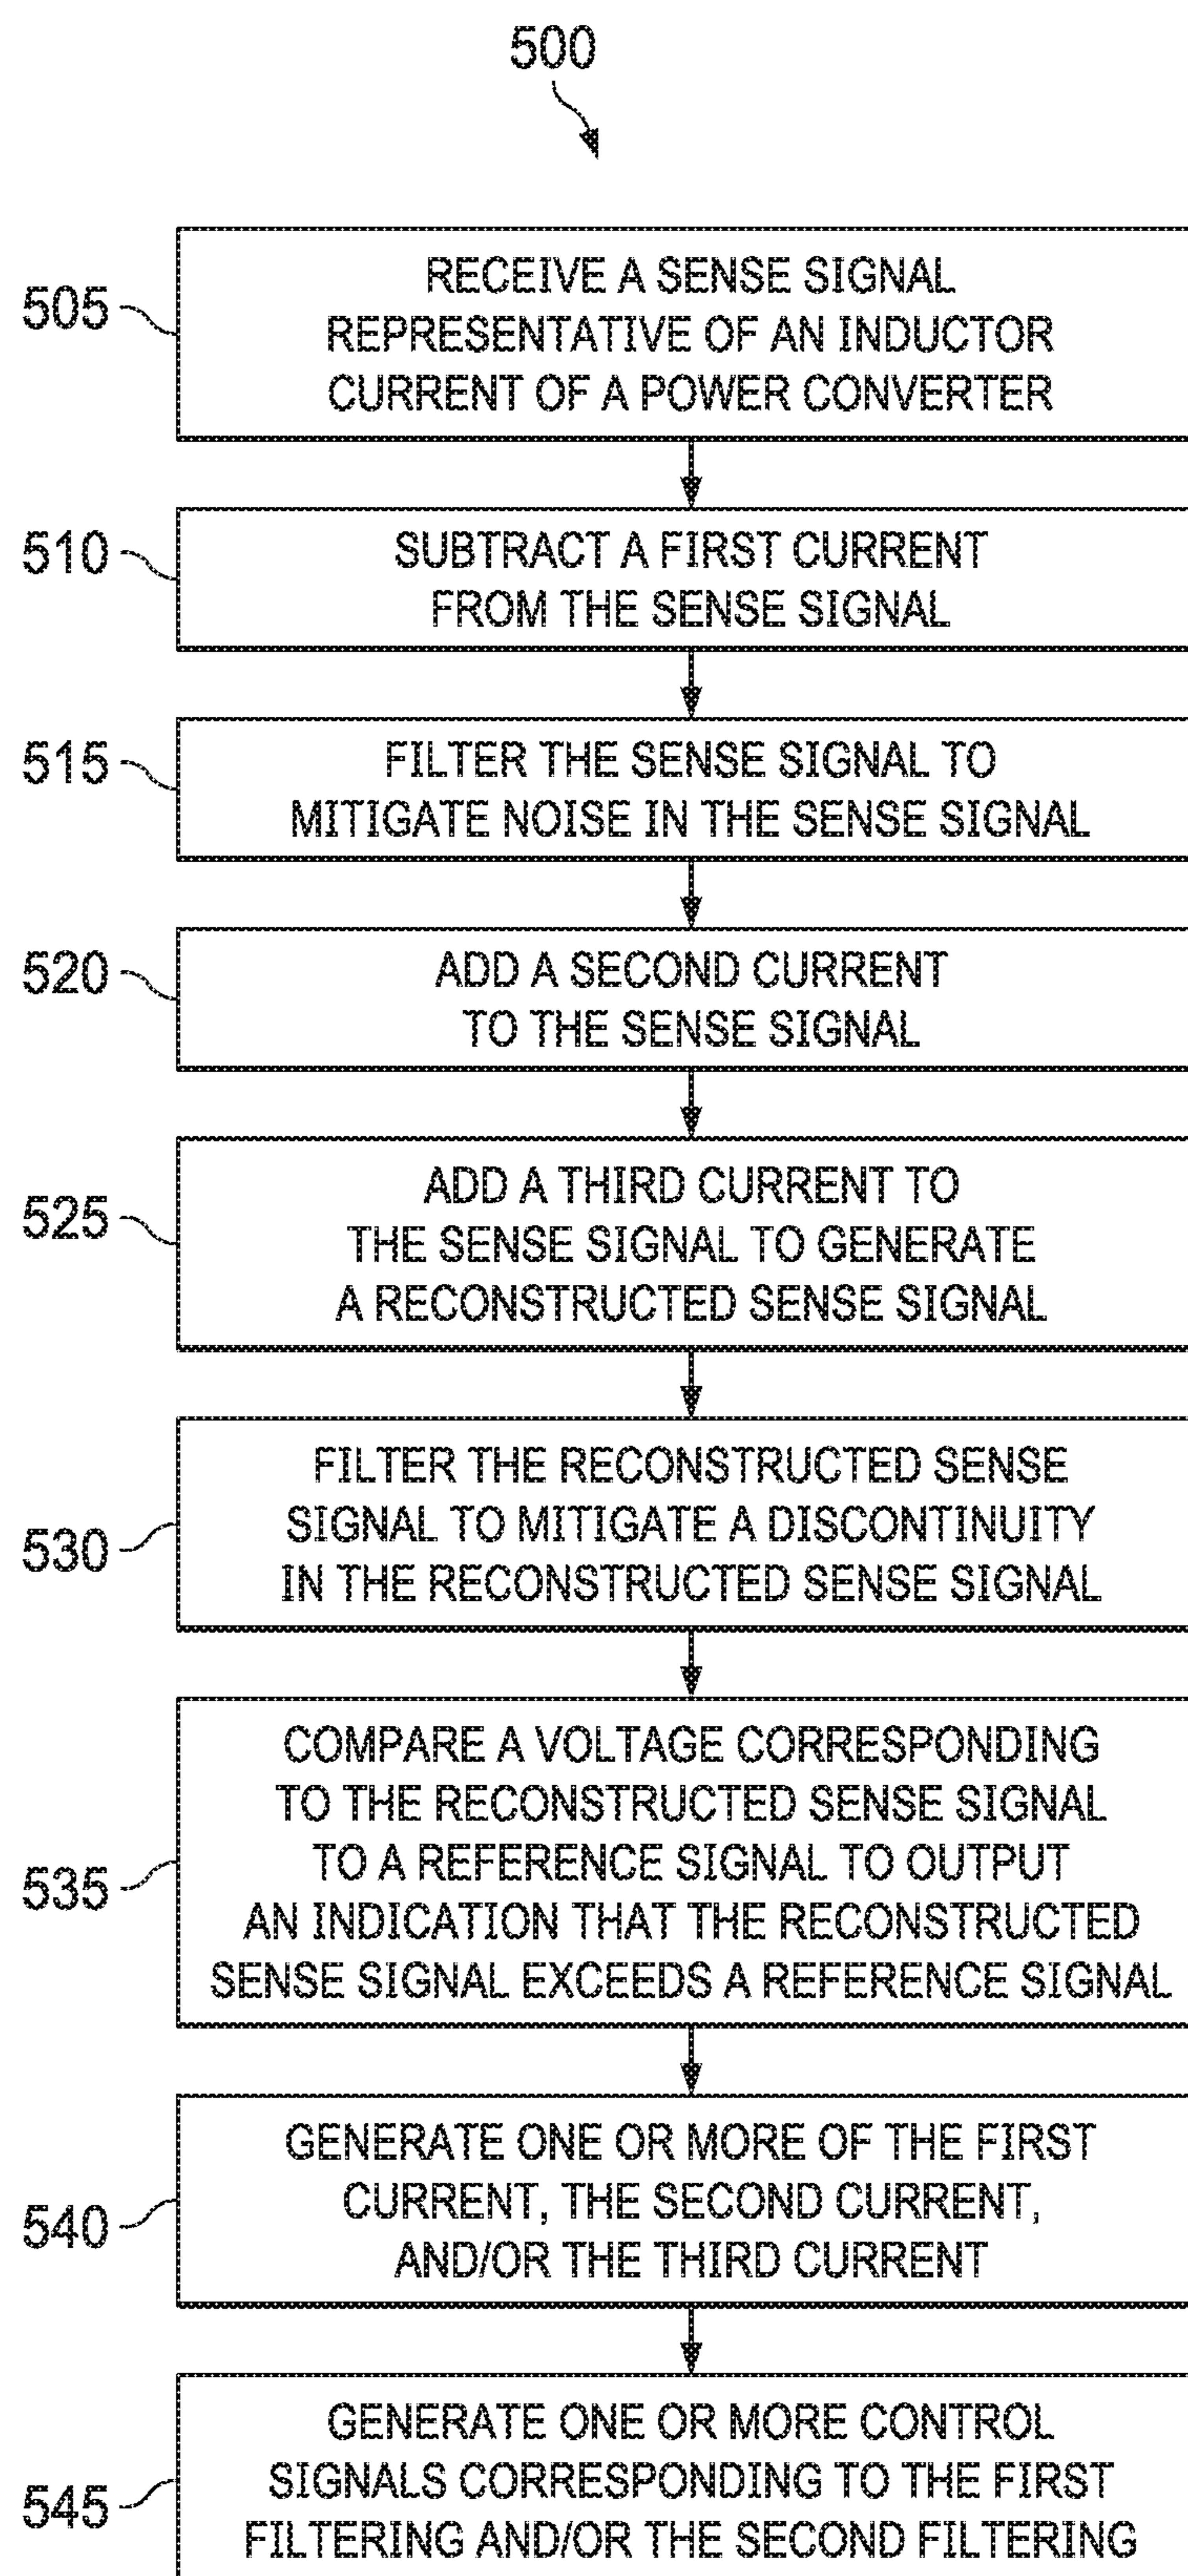 500
505
RECEIVE A SENSE SIGNAL
REPRESENTATIVE OF AN INDUCTOR
CURRENT OF A POWER CONVERTER
510
SUBTRACT A FIRST CURRENT
FROM THE SENSE SIGNAL
515
FILTER THE SENSE SIGNAL TO
MITIGATE NOISE IN THE SENSE SIGNAL
520
ADD A SECOND CURRENT
TO THE SENSE SIGNAL
525
ADD A THIRD CURRENT TO
THE SENSE SIGNAL TO GENERATE
A RECONSTRUCTED SENSE SIGNAL
530
FILTER THE RECONSTRUCTED SENSE
SIGNAL TO MITIGATE A DISCONTINUITY
IN THE RECONSTRUCTED SENSE SIGNAL
535
COMPARE A VOLTAGE CORRESPONDING
TO THE RECONSTRUCTED SENSE SIGNAL
TO A REFERENCE SIGNAL TO OUTPUT
AN INDICATION THAT THE RECONSTRUCTED
SENSE SIGNAL EXCEEDS A REFERENCE SIGNAL
540
GENERATE ONE OR MORE OF THE FIRST
CURRENT, THE SECOND CURRENT,
AND/OR THE THIRD CURRENT
545
GENERATE ONE OR MORE CONTROL
SIGNALS CORRESPONDING TO THE FIRST
FILTERING AND/OR THE SECOND FILTERING